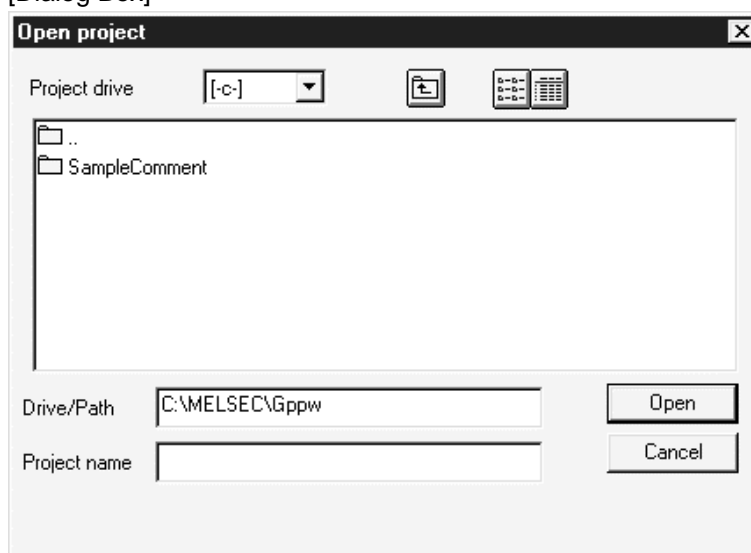 [Dialog Box]
Open project
Project drive [-c-]
..
SampleComment
Drive/Path C:\MELSEC\Gppw Open
Project name Cancel